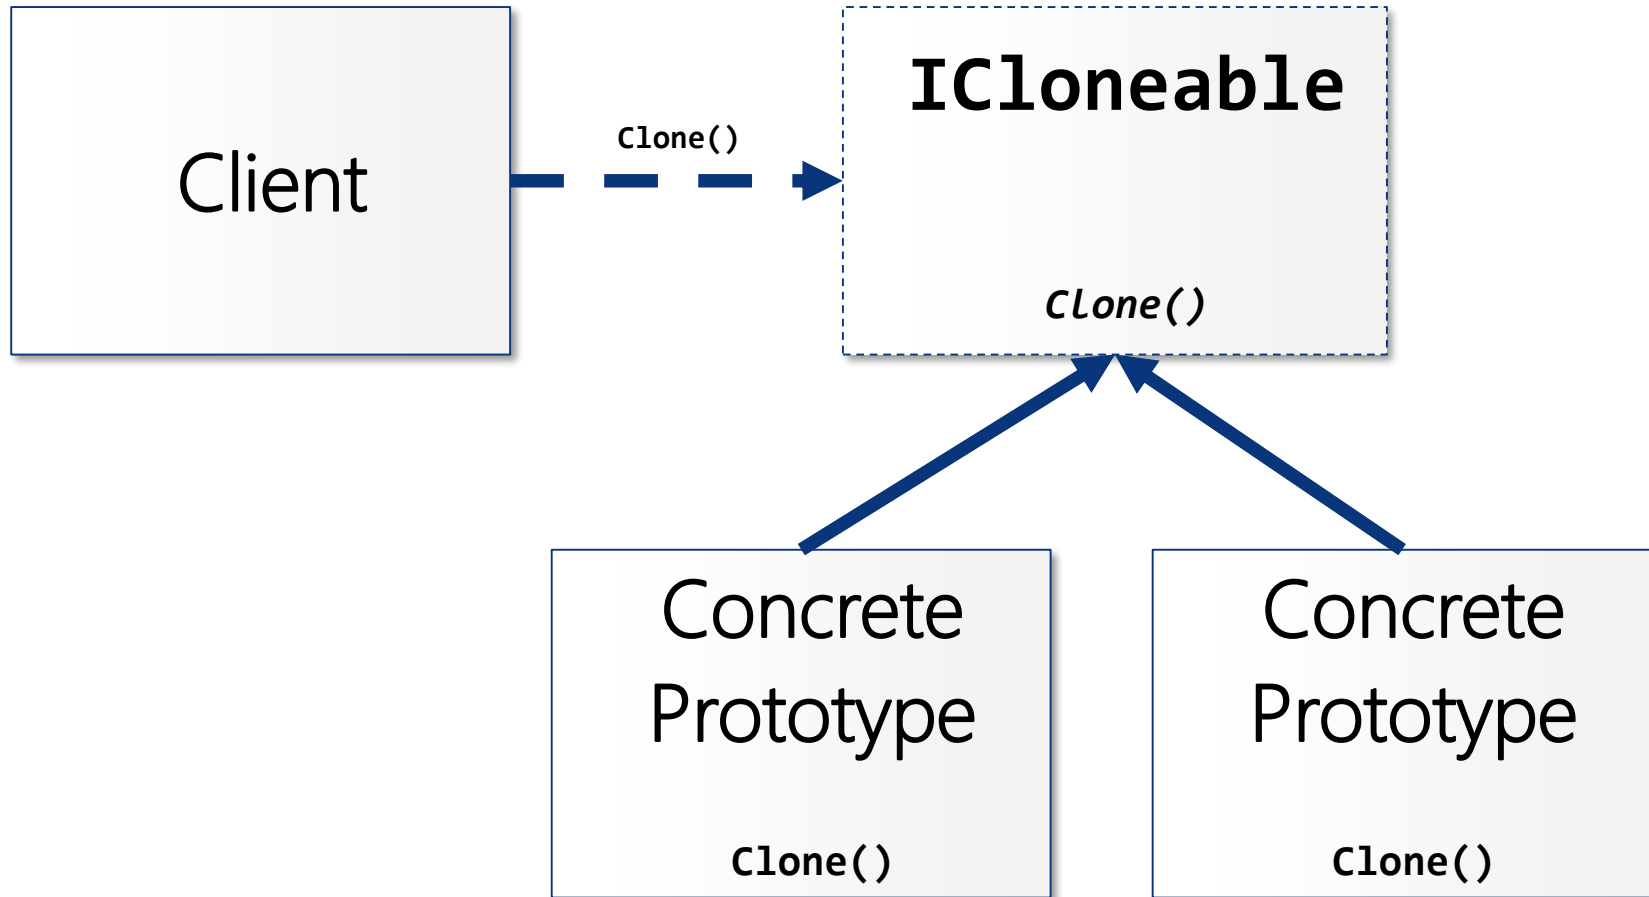 Client
Clone()
ICloneable
Clone()
Concrete
Prototype
Clone()
Concrete
Prototype
Clone()